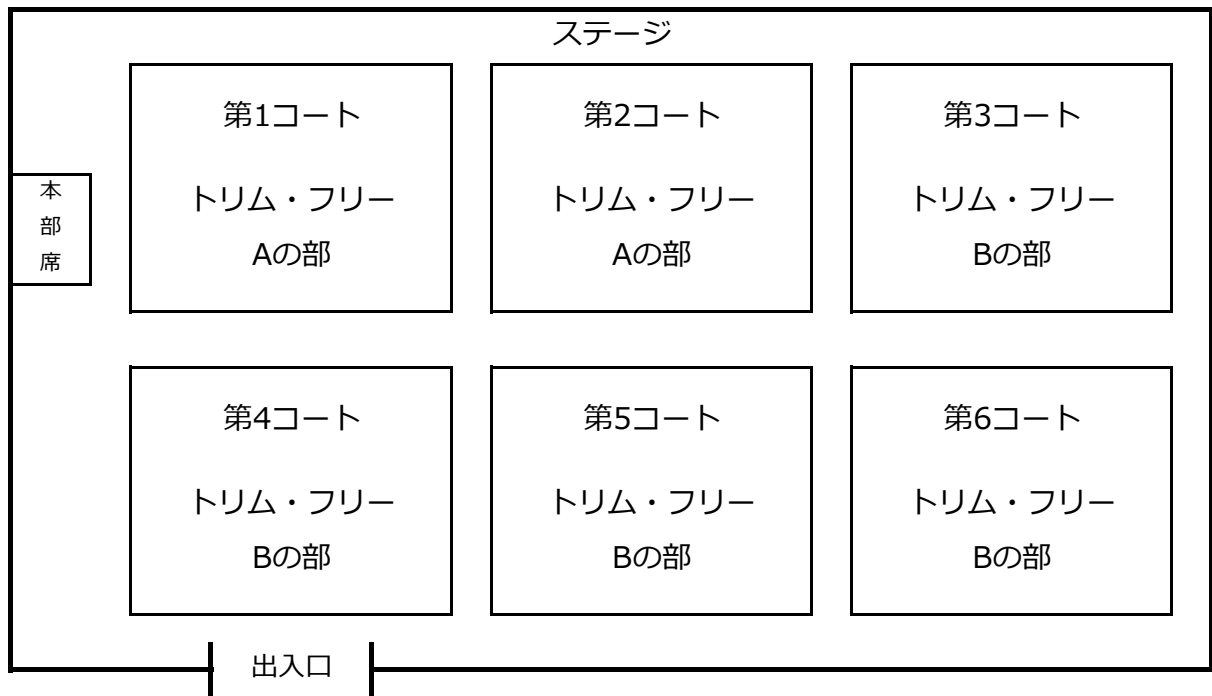 ステージ
第1コート
トリム・フリー
Aの部
第2コート
トリム・フリー
Aの部
第3コート
トリム・フリー
Bの部
本
部
席
第4コート
トリム・フリー
Bの部
第5コート
トリム・フリー
Bの部
第6コート
トリム・フリー
Bの部
出入口